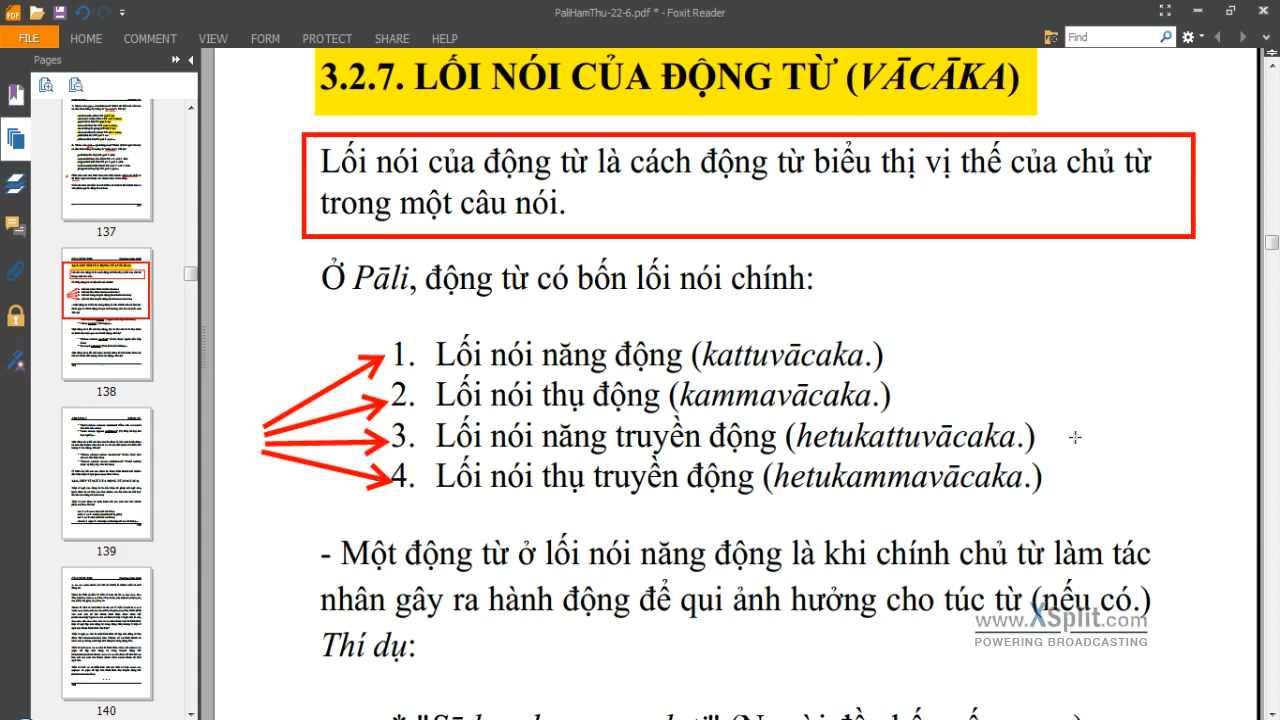 PaliHamThu-22-6.pdf * - Foxit Reader
FILE HOME COMMENT VIEW FORM PROTECT SHARE HELP
Find
Pages
137
138
139
140
3.2.7. LỐI NÓI CỦA ĐỘNG TỪ (VĀCĀKA)
Lối nói của động từ là cách động từ biểu thị vị thế của chủ từ
trong một câu nói.
Ở Pāli, động từ có bốn lối nói chính:
1. Lối nói năng động (kattuvācaka.)
2. Lối nói thụ động (kammavācaka.)
3. Lối nói năng truyền động (hetukattuvācaka.)
4. Lối nói thụ truyền động (hetukammavācaka.)
- Một động từ ở lối nói năng động là khi chính chủ từ làm tác
nhân gây ra hành động để qui ảnh hưởng cho túc từ (nếu có.)
Thí dụ:
www.XSplit.com
POWERING BROADCASTING